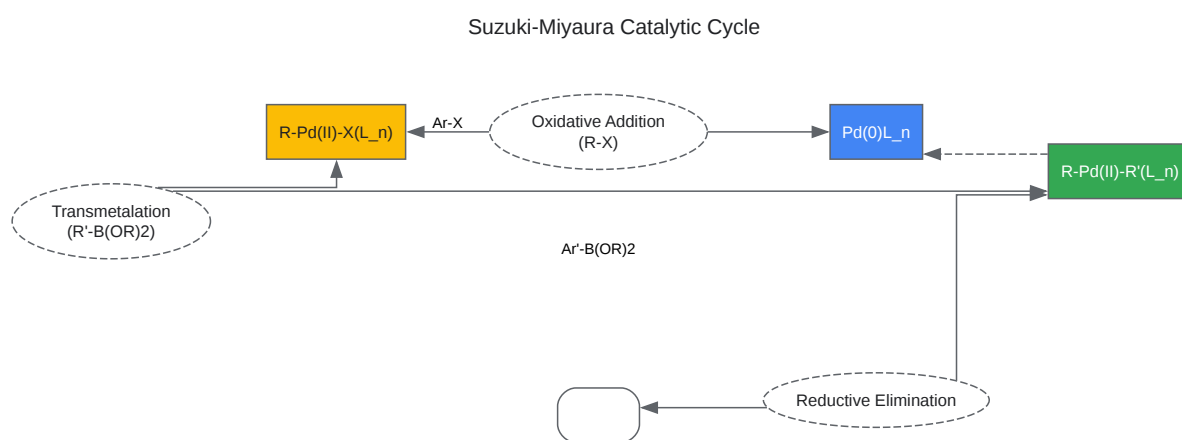 Suzuki-Miyaura Catalytic Cycle
R-Pd(II)-X(L_n)
Ar-X
Oxidative Addition
(R-X)
Pd(0)L_n
R-Pd(II)-R'(L_n)
Transmetalation
(R'-B(OR)2)
Ar'-B(OR)2
Reductive Elimination